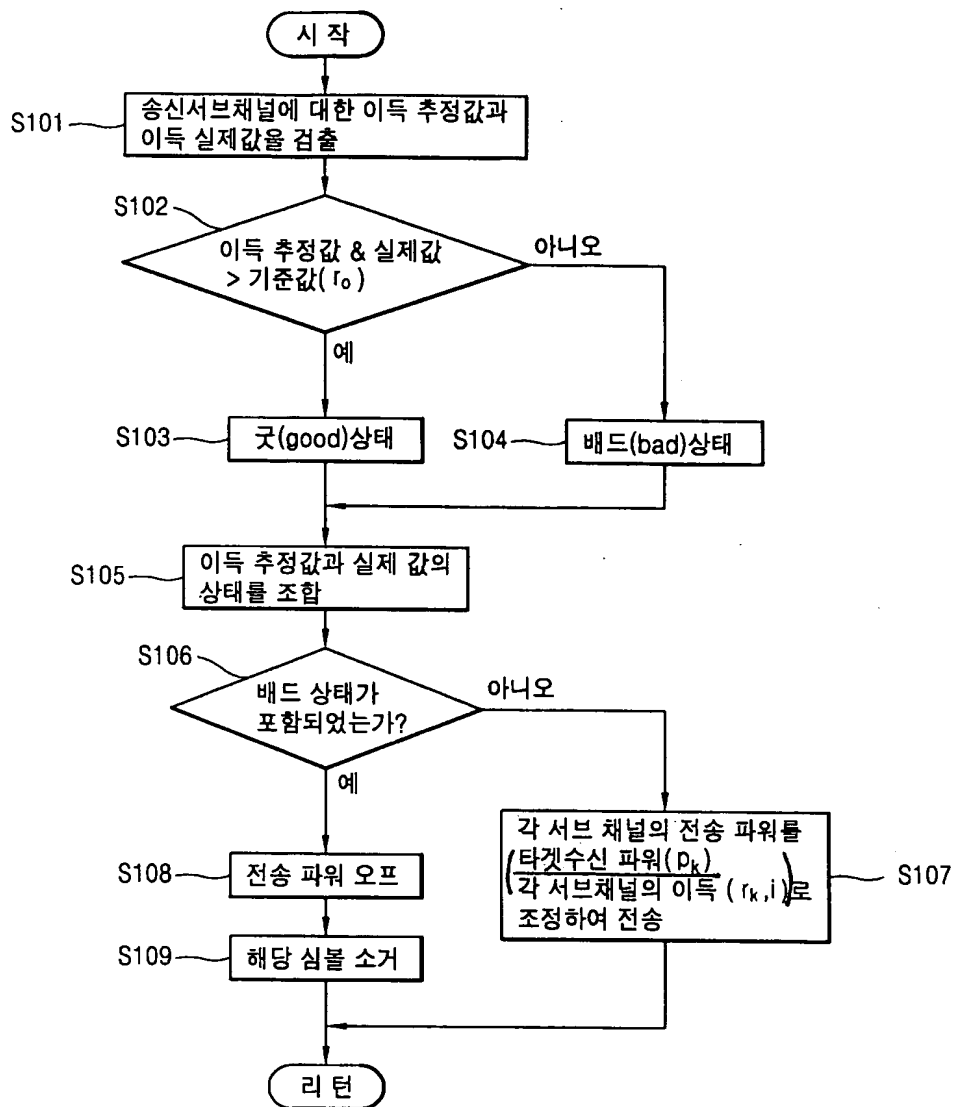 시 작
S101
송신서브채널에 대한 이득 추정값과
이득 실제값을 검출
S102
이득 추정값 & 실제값
> 기준값(r₀)
아니오
예
S103
굿(good)상태
S104
배드(bad)상태
S105
이득 추정값과 실제 값의
상태를 조합
S106
배드 상태가
포함되었는가?
아니오
예
각 서브 채널의 전송 파워를
(타겟수신 파워(pₖ)
각 서브채널의 이득 (rₖ,i))로
조정하여 전송
S107
S108
전송 파워 오프
S109
해당 심볼 소거
리 턴